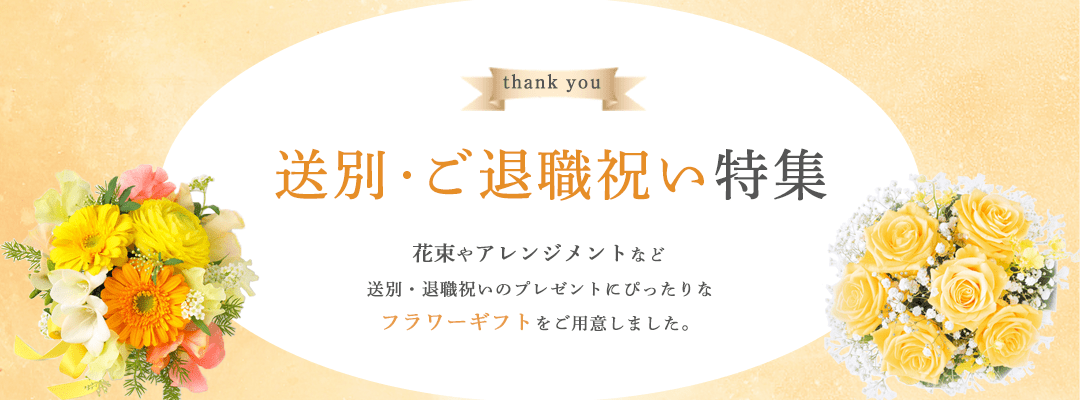 thank you
送別・ご退職祝い特集
花束やアレンジメントなど
送別・退職祝いのプレゼントにぴったりな
フラワーギフトをご用意しました。